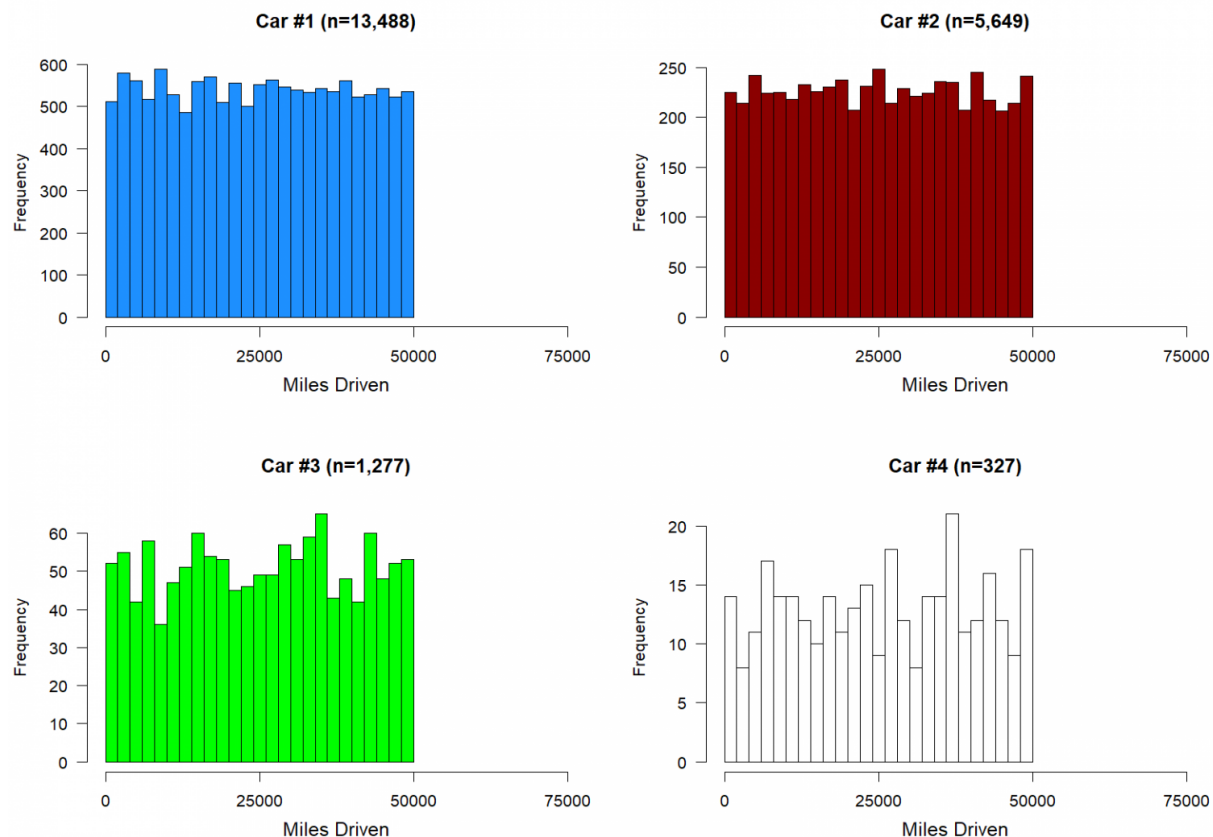 Car #1 (n=13,488)
Frequency
600
500
400
300
200
100
0
0 25000 50000 75000
Miles Driven
Car #2 (n=5,649)
Frequency
250
200
150
100
50
0
0 25000 50000 75000
Miles Driven
Car #3 (n=1,277)
Frequency
60
50
40
30
20
10
0
0 25000 50000 75000
Miles Driven
Car #4 (n=327)
Frequency
20
15
10
5
0
0 25000 50000 75000
Miles Driven